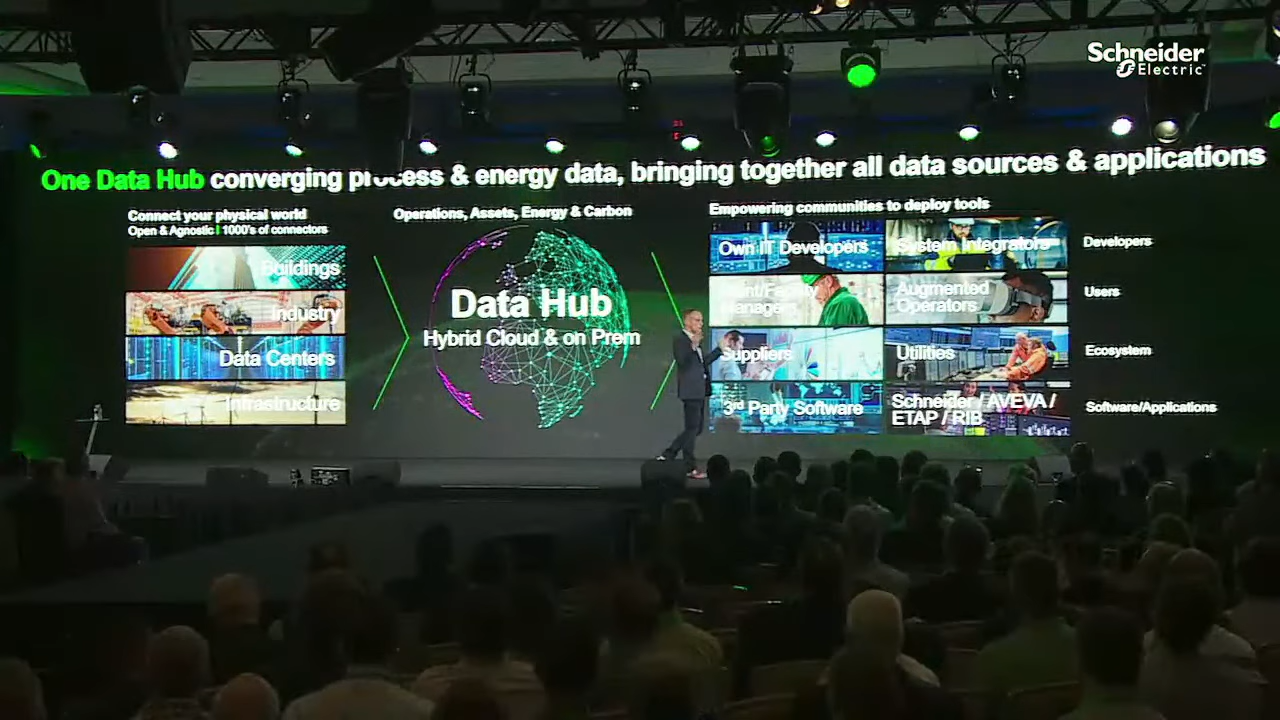 Schneider
Electric
One Data Hub converging process & energy data, bringing together all data sources & applications
Connect your physical world
Open & Agnostic | 1000's of connectors
Buildings
Industry
Data Centers
Infrastructure
Operations, Assets, Energy & Carbon
Data Hub
Hybrid Cloud & on Prem
Empowering communities to deploy tools
Own IT Developers
System Integrators
Developers
Plant/Facility
Managers
Augmented
Operators
Users
Suppliers
Utilities
Ecosystem
3rd Party Software
Schneider / AVEVA /
ETAP / RIB
Software/Applications